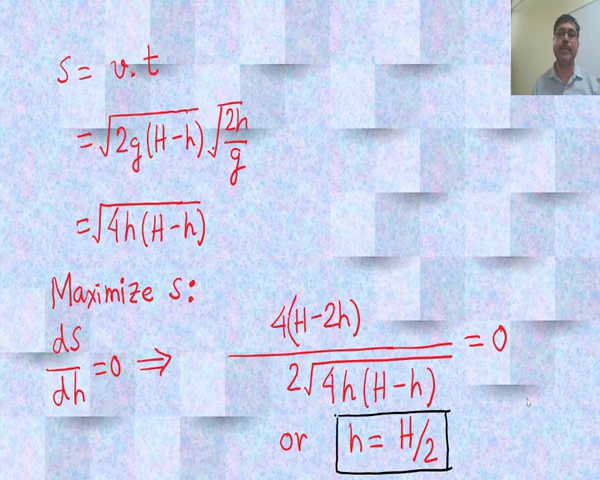 s = v.t
= √2g(H-h) √2h/g
= √4h(H-h)
Maximize s:
ds/dh = 0 ⇒ 4(H-2h) / 2√4h(H-h) = 0
or h = H/2